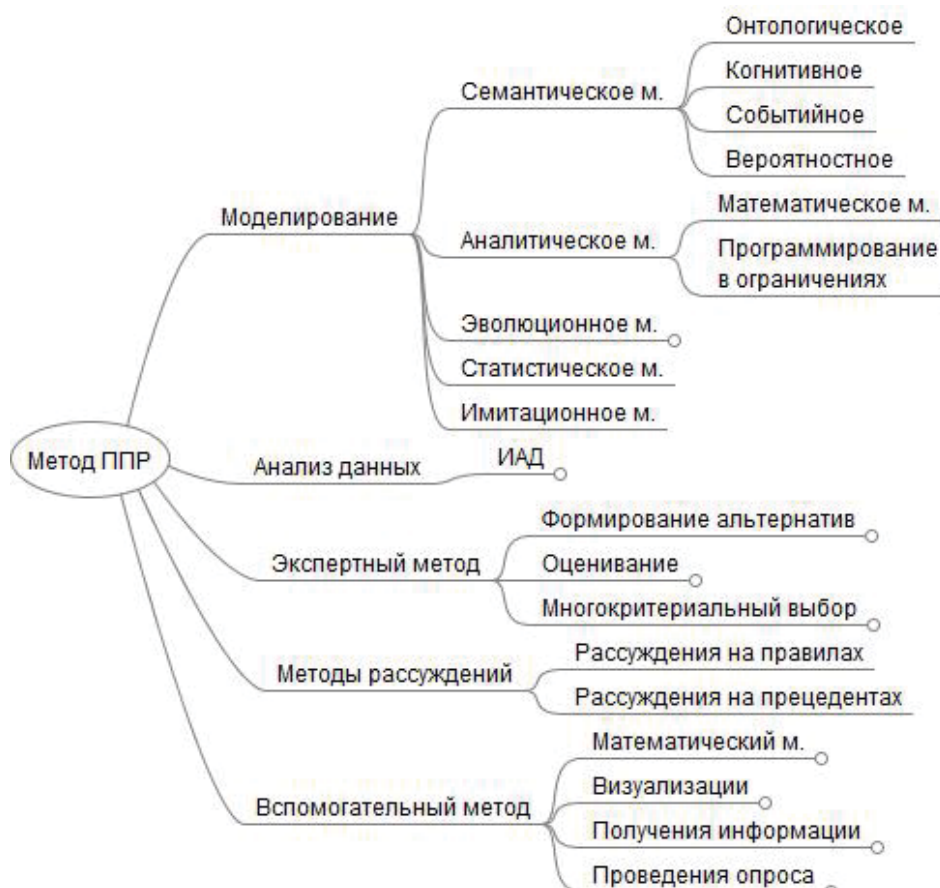 Онтологическое
Когнитивное
Семантическое м.
Событийное
Вероятностное
Математическое м.
Моделирование
Аналитическое м.
Программирование
в ограничениях
Эволюционное м.
Статистическое м.
Имитационное м.
Метод ППР
Анализ данных
ИАД
Формирование альтернатив
Экспертный метод
Оценивание
Многокритериальный выбор
Рассуждения на правилах
Методы рассуждений
Рассуждения на прецедентах
Математический м.
Визуализации
Вспомогательный метод
Получения информации
Проведения опроса